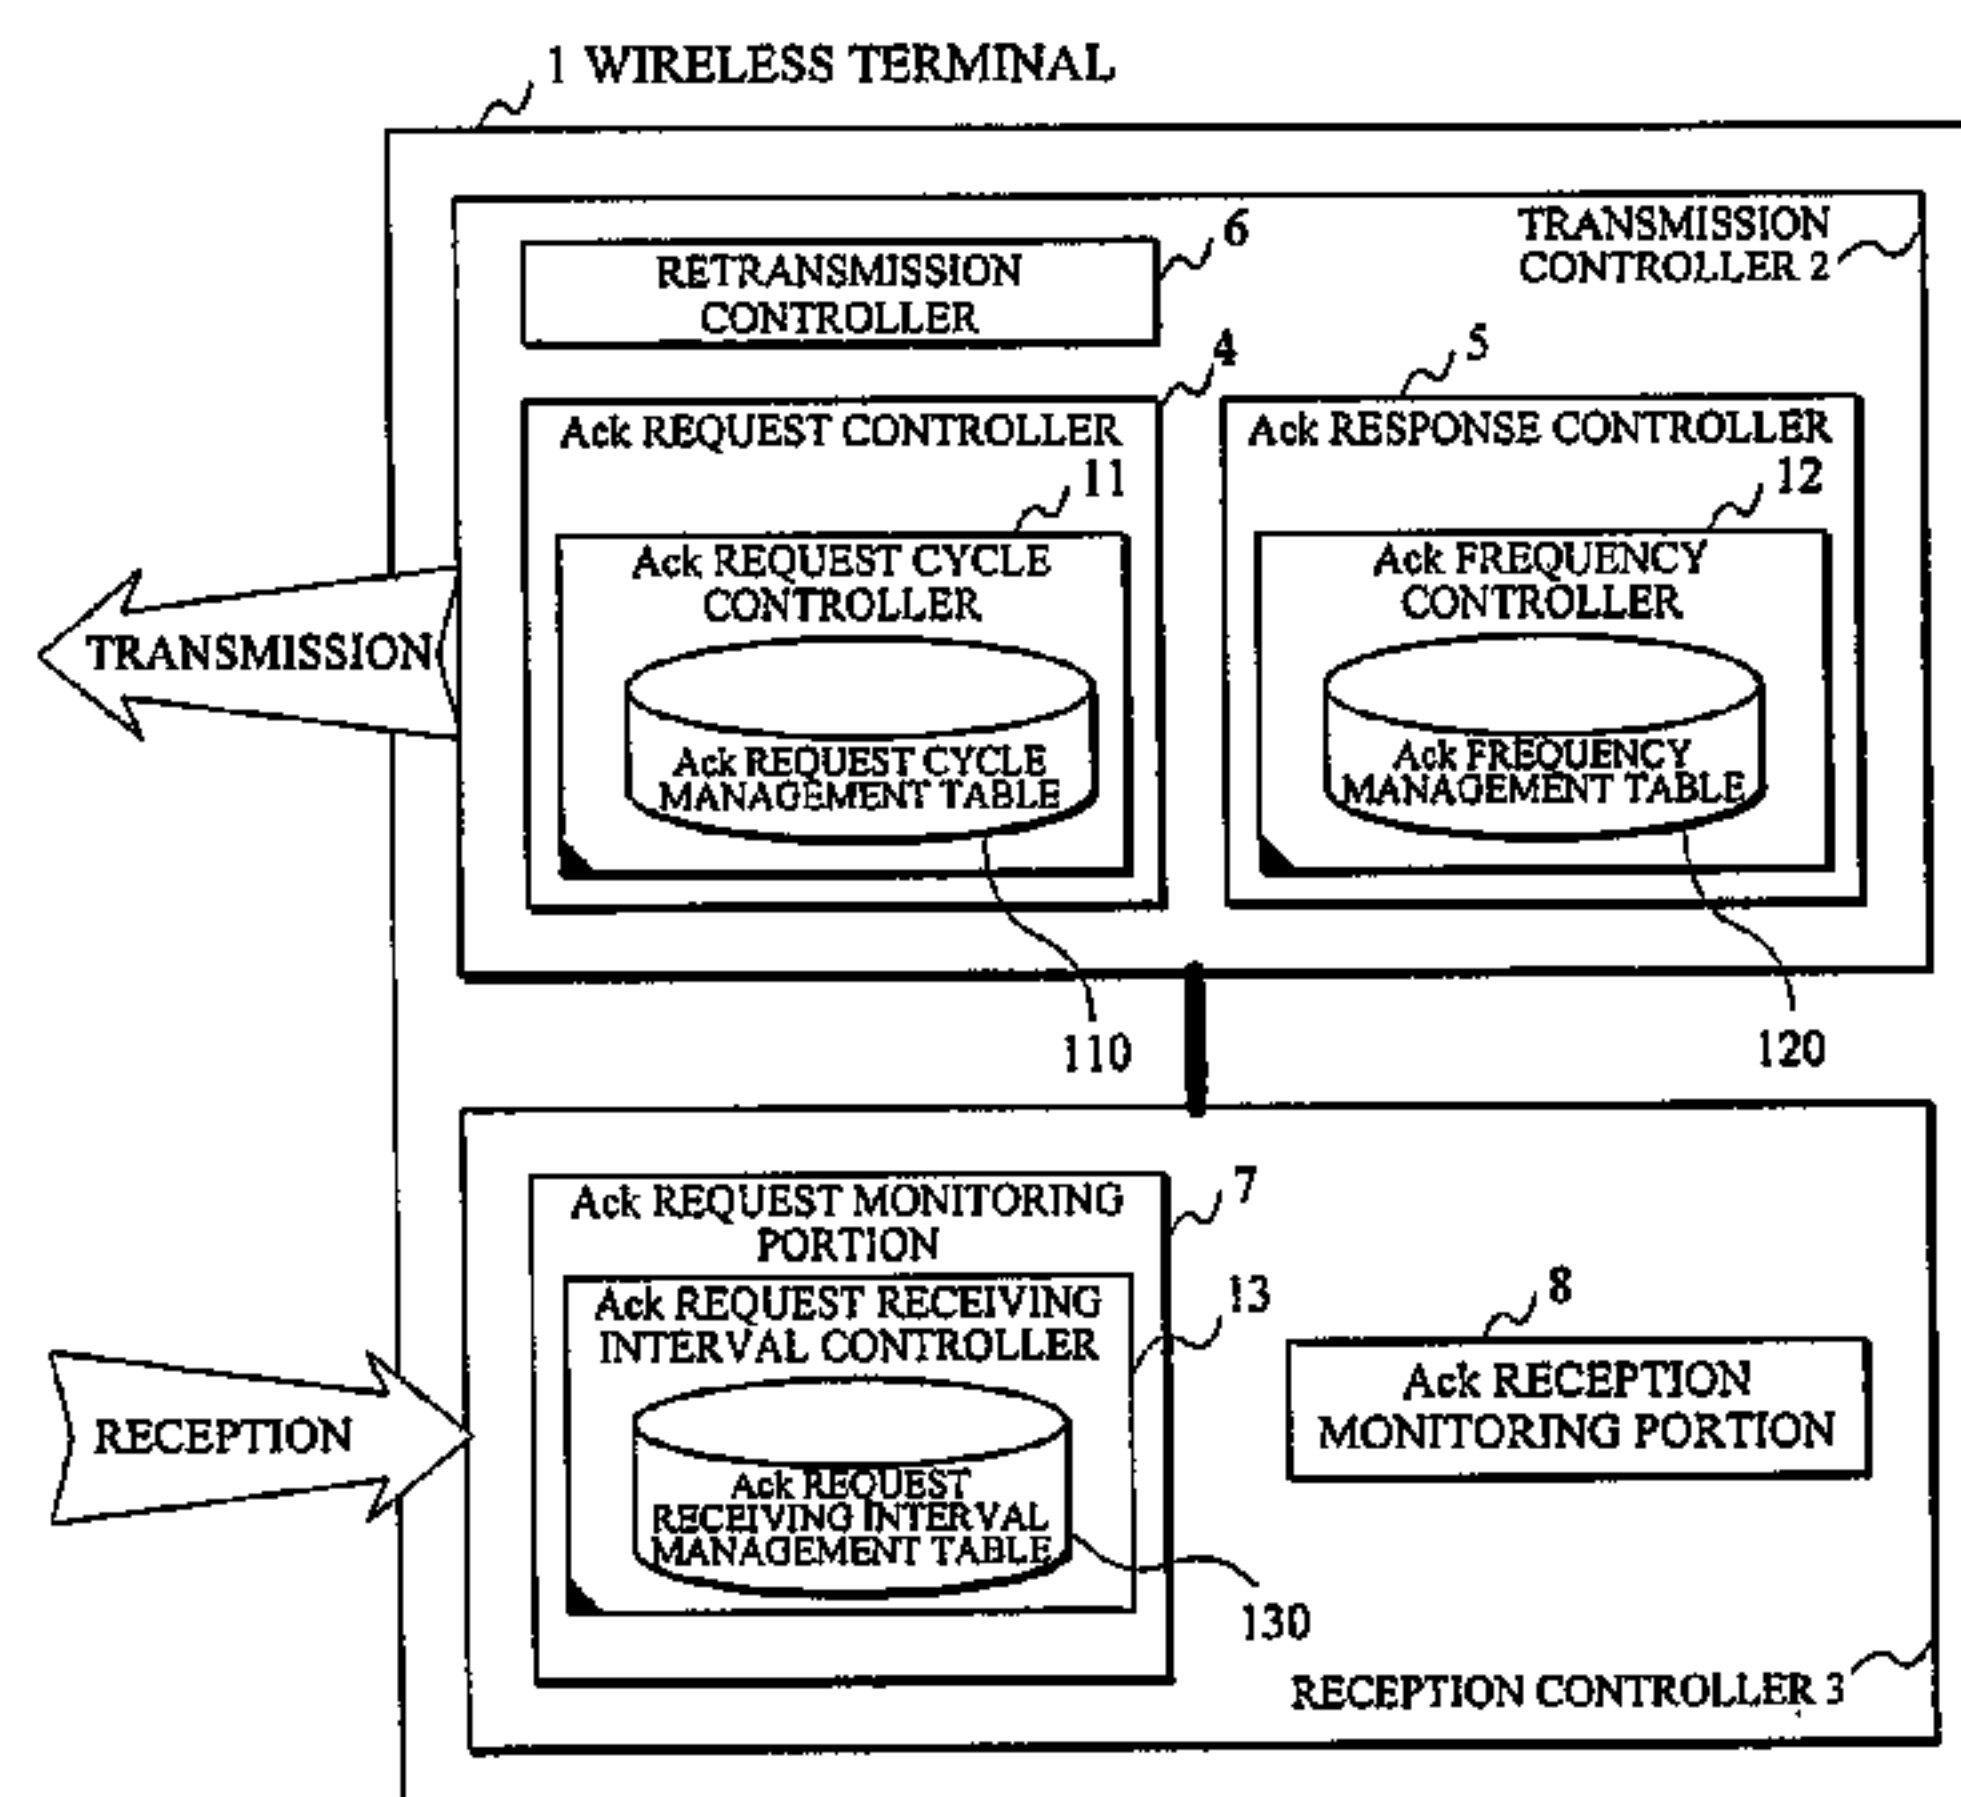 1 WIRELESS TERMINAL
TRANSMISSION
CONTROLLER 2
6
RETRANSMISSION
CONTROLLER
4
5
Ack REQUEST CONTROLLER
Ack RESPONSE CONTROLLER
11
12
Ack REQUEST CYCLE
CONTROLLER
Ack FREQUENCY
CONTROLLER
TRANSMISSION
Ack REQUEST CYCLE
MANAGEMENT TABLE
Ack FREQUENCY
MANAGEMENT TABLE
110
120
7
Ack REQUEST MONITORING
PORTION
13
Ack REQUEST RECEIVING
INTERVAL CONTROLLER
8
Ack RECEPTION
MONITORING PORTION
RECEPTION
Ack REQUEST
RECEIVING INTERVAL
MANAGEMENT TABLE
130
RECEPTION CONTROLLER 3